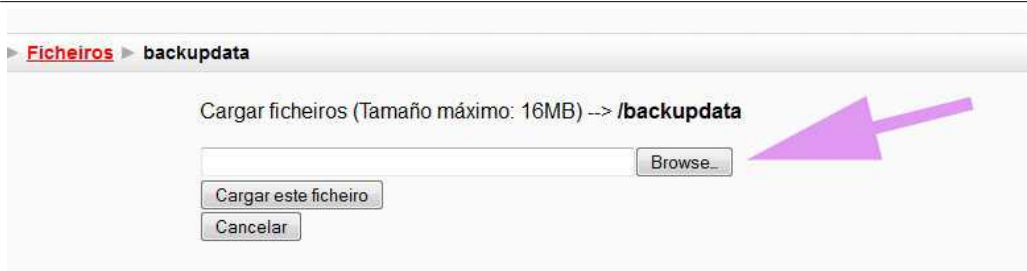 Ficheiros ► backupdata
Cargar ficheiros (Tamaño máximo: 16MB) --> /backupdata
Browse…
Cargar este ficheiro
Cancelar